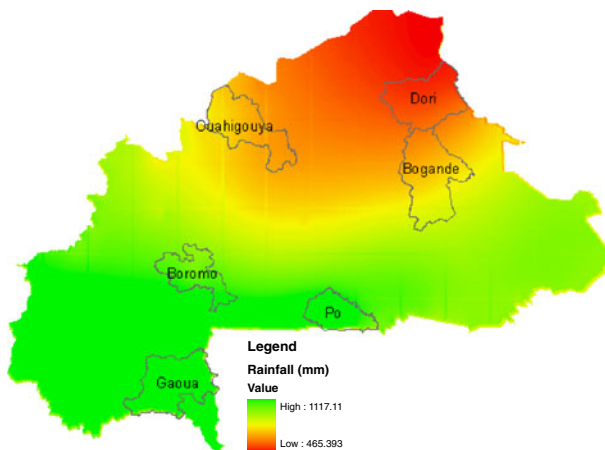 Dori
Ouahigouya
Bogande
Boromo
Po
Gaoua
Legend
Rainfall (mm)
Value
High : 1117.11
Low : 465.393